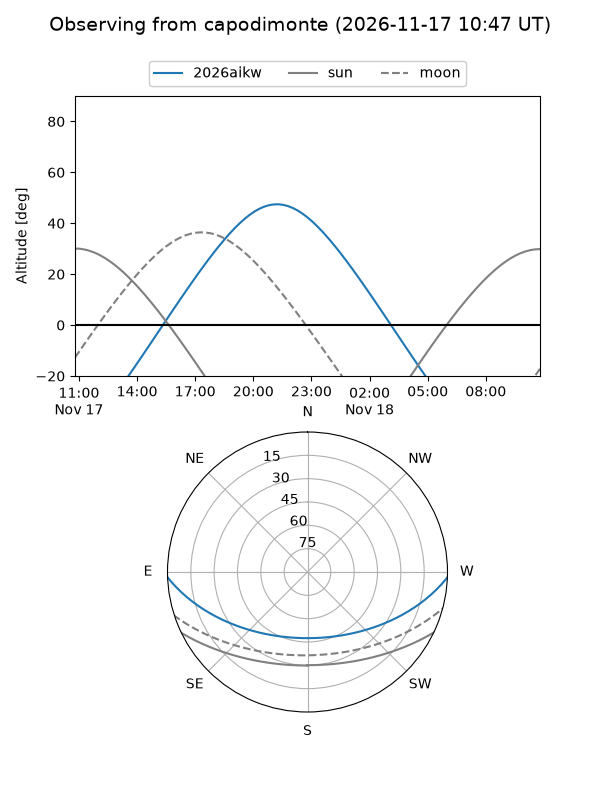 Observing from capodimonte (2026-11-17 10:47 UT)
2026aikw sun moon
80
60
40
20
0
−20
Altitude [deg]
11:00 14:00 17:00 20:00 23:00 02:00 05:00 08:00
Nov 17 Nov 18
N
NE NW
15
30
45
60
75
E W
SE SW
S